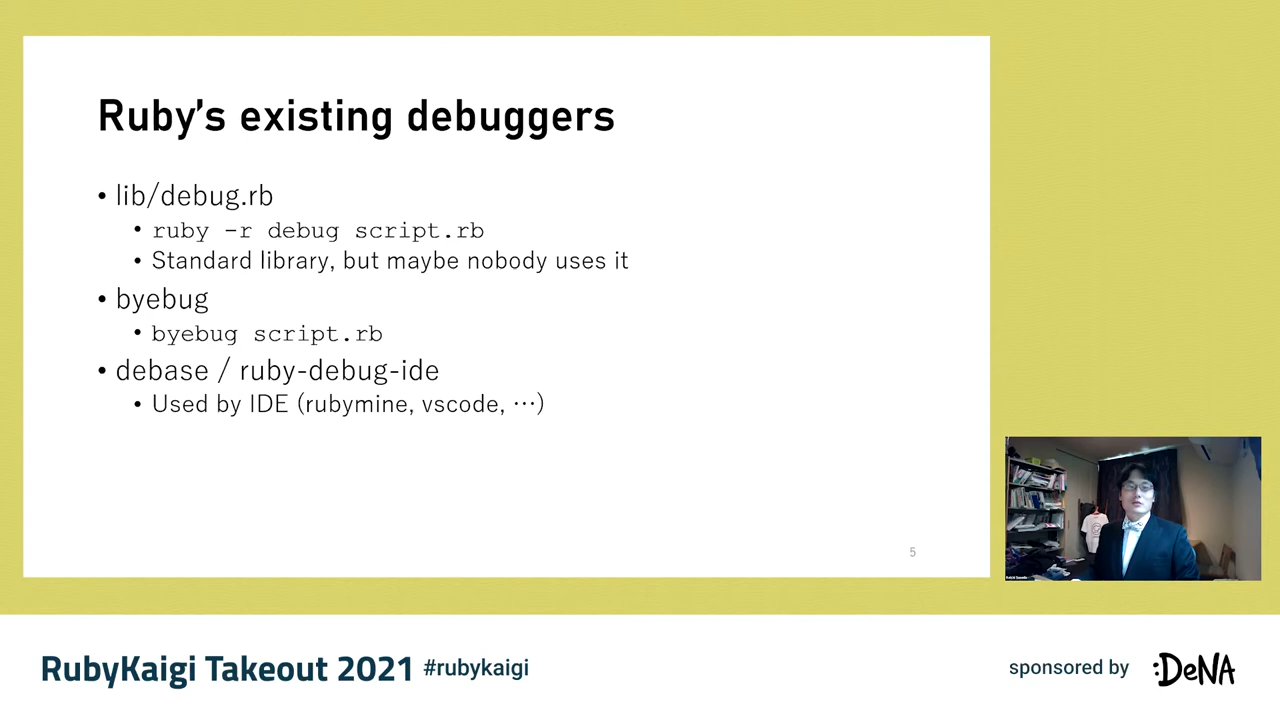 Ruby's existing debuggers
• lib/debug.rb
• ruby -r debug script.rb
• Standard library, but maybe nobody uses it
• byebug
• byebug script.rb
• debase / ruby-debug-ide
• Used by IDE (rubymine, vscode, …)
5
RubyKaigi Takeout 2021 #rubykaigi
sponsored by :DeNA